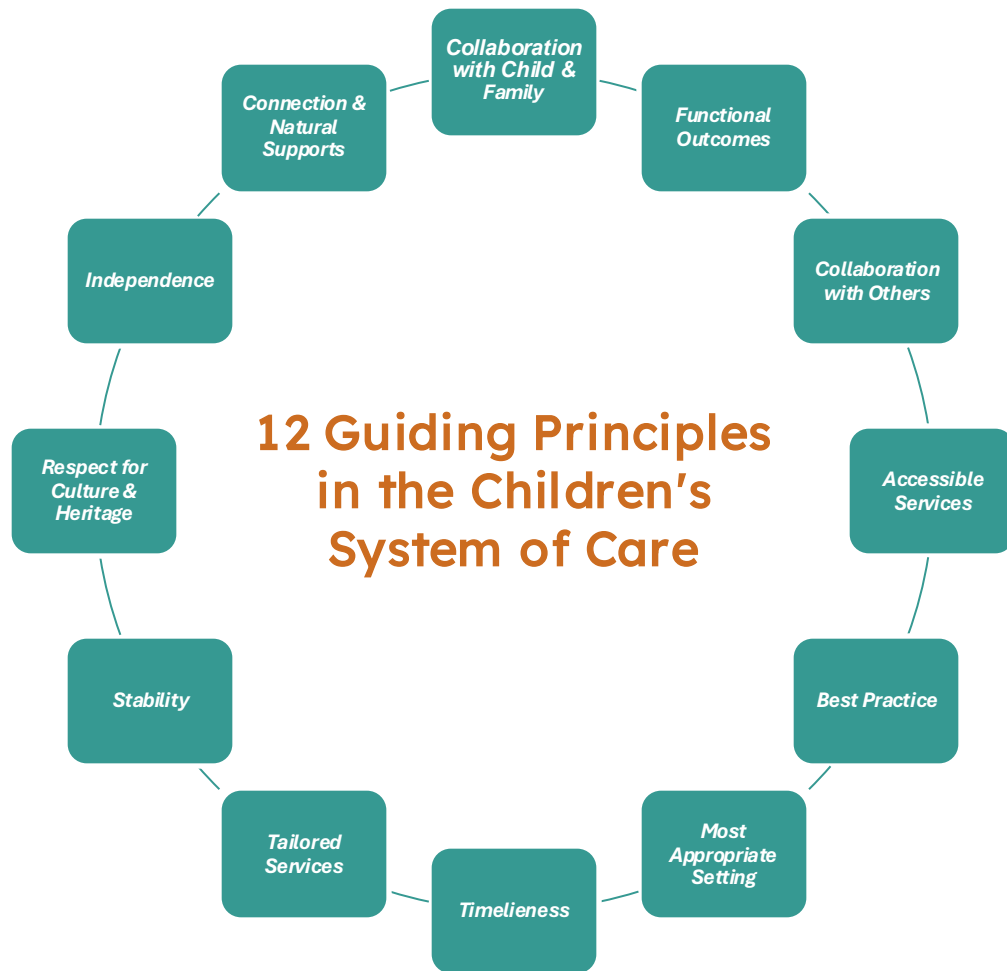 Collaboration
with Child &
Family
Functional
Outcomes
Collaboration
with Others
Accessible
Services
Best Practice
Most
Appropriate
Setting
Timelieness
Tailored
Services
Stability
Respect for
Culture &
Heritage
Independence
Connection &
Natural
Supports
12 Guiding Principles
in the Children's
System of Care